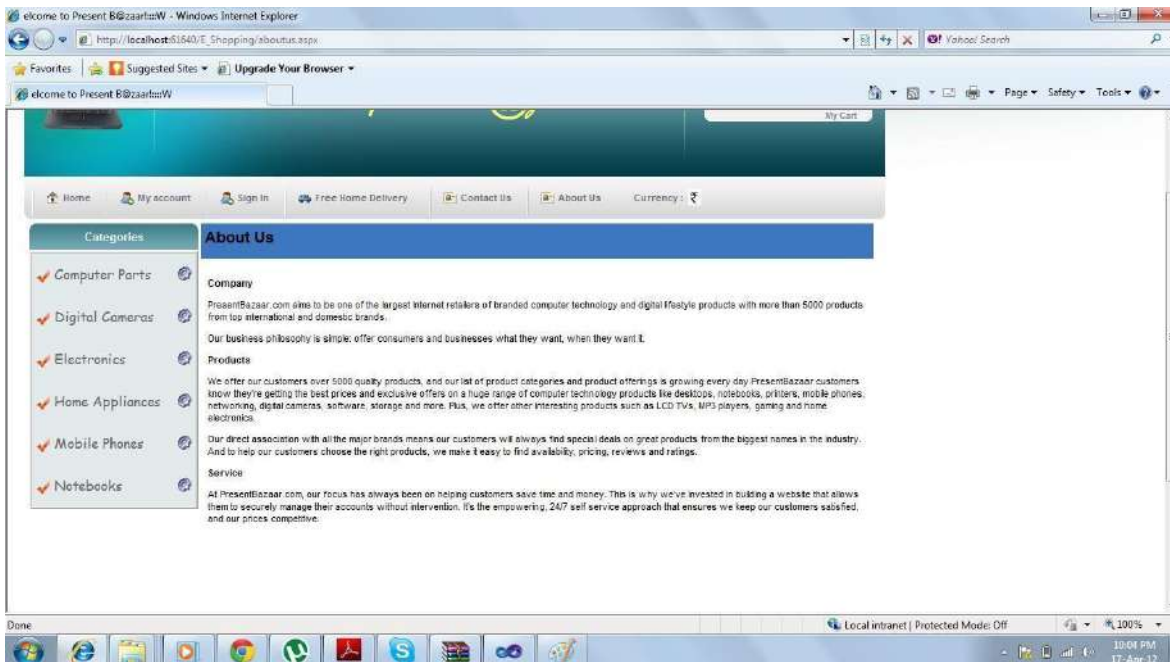 elcome to Present B@zaar!::::W - Windows Internet Explorer
http://localhost:61640/E_Shopping/aboutus.aspx
Yahoo! Search
Favorites Suggested Sites Upgrade Your Browser
elcome to Present B@zaar!::::W
Page Safety Tools
My Cart
Home My account Sign In Free Home Delivery Contact Us About Us Currency : ₹
Categories
Computer Parts
Digital Cameras
Electronics
Home Appliances
Mobile Phones
Notebooks
About Us
Company
PresentBazaar.com aims to be one of the largest internet retailers of branded computer technology and digital lifestyle products with more than 5000 products
from top international and domestic brands.
Our business philosophy is simple: offer consumers and businesses what they want, when they want it.
Products
We offer our customers over 5000 quality products, and our list of product categories and product offerings is growing every day PresentBazaar customers
know they're getting the best prices and exclusive offers on a huge range of computer technology products like desktops, notebooks, printers, mobile phones,
networking, digital cameras, software, storage and more. Plus, we offer other interesting products such as LCD TVs, MP3 players, gaming and home
electronics.
Our direct association with all the major brands means our customers will always find special deals on great products from the biggest names in the industry.
And to help our customers choose the right products, we make it easy to find availability, pricing, reviews and ratings.
Service
At PresentBazaar.com, our focus has always been on helping customers save time and money. This is why we've invested in building a website that allows
them to securely manage their accounts without intervention. It's the empowering, 24/7 self service approach that ensures we keep our customers satisfied,
and our prices competitive.
Done
Local intranet | Protected Mode: Off
100%
10:01 PM
17-Apr-12